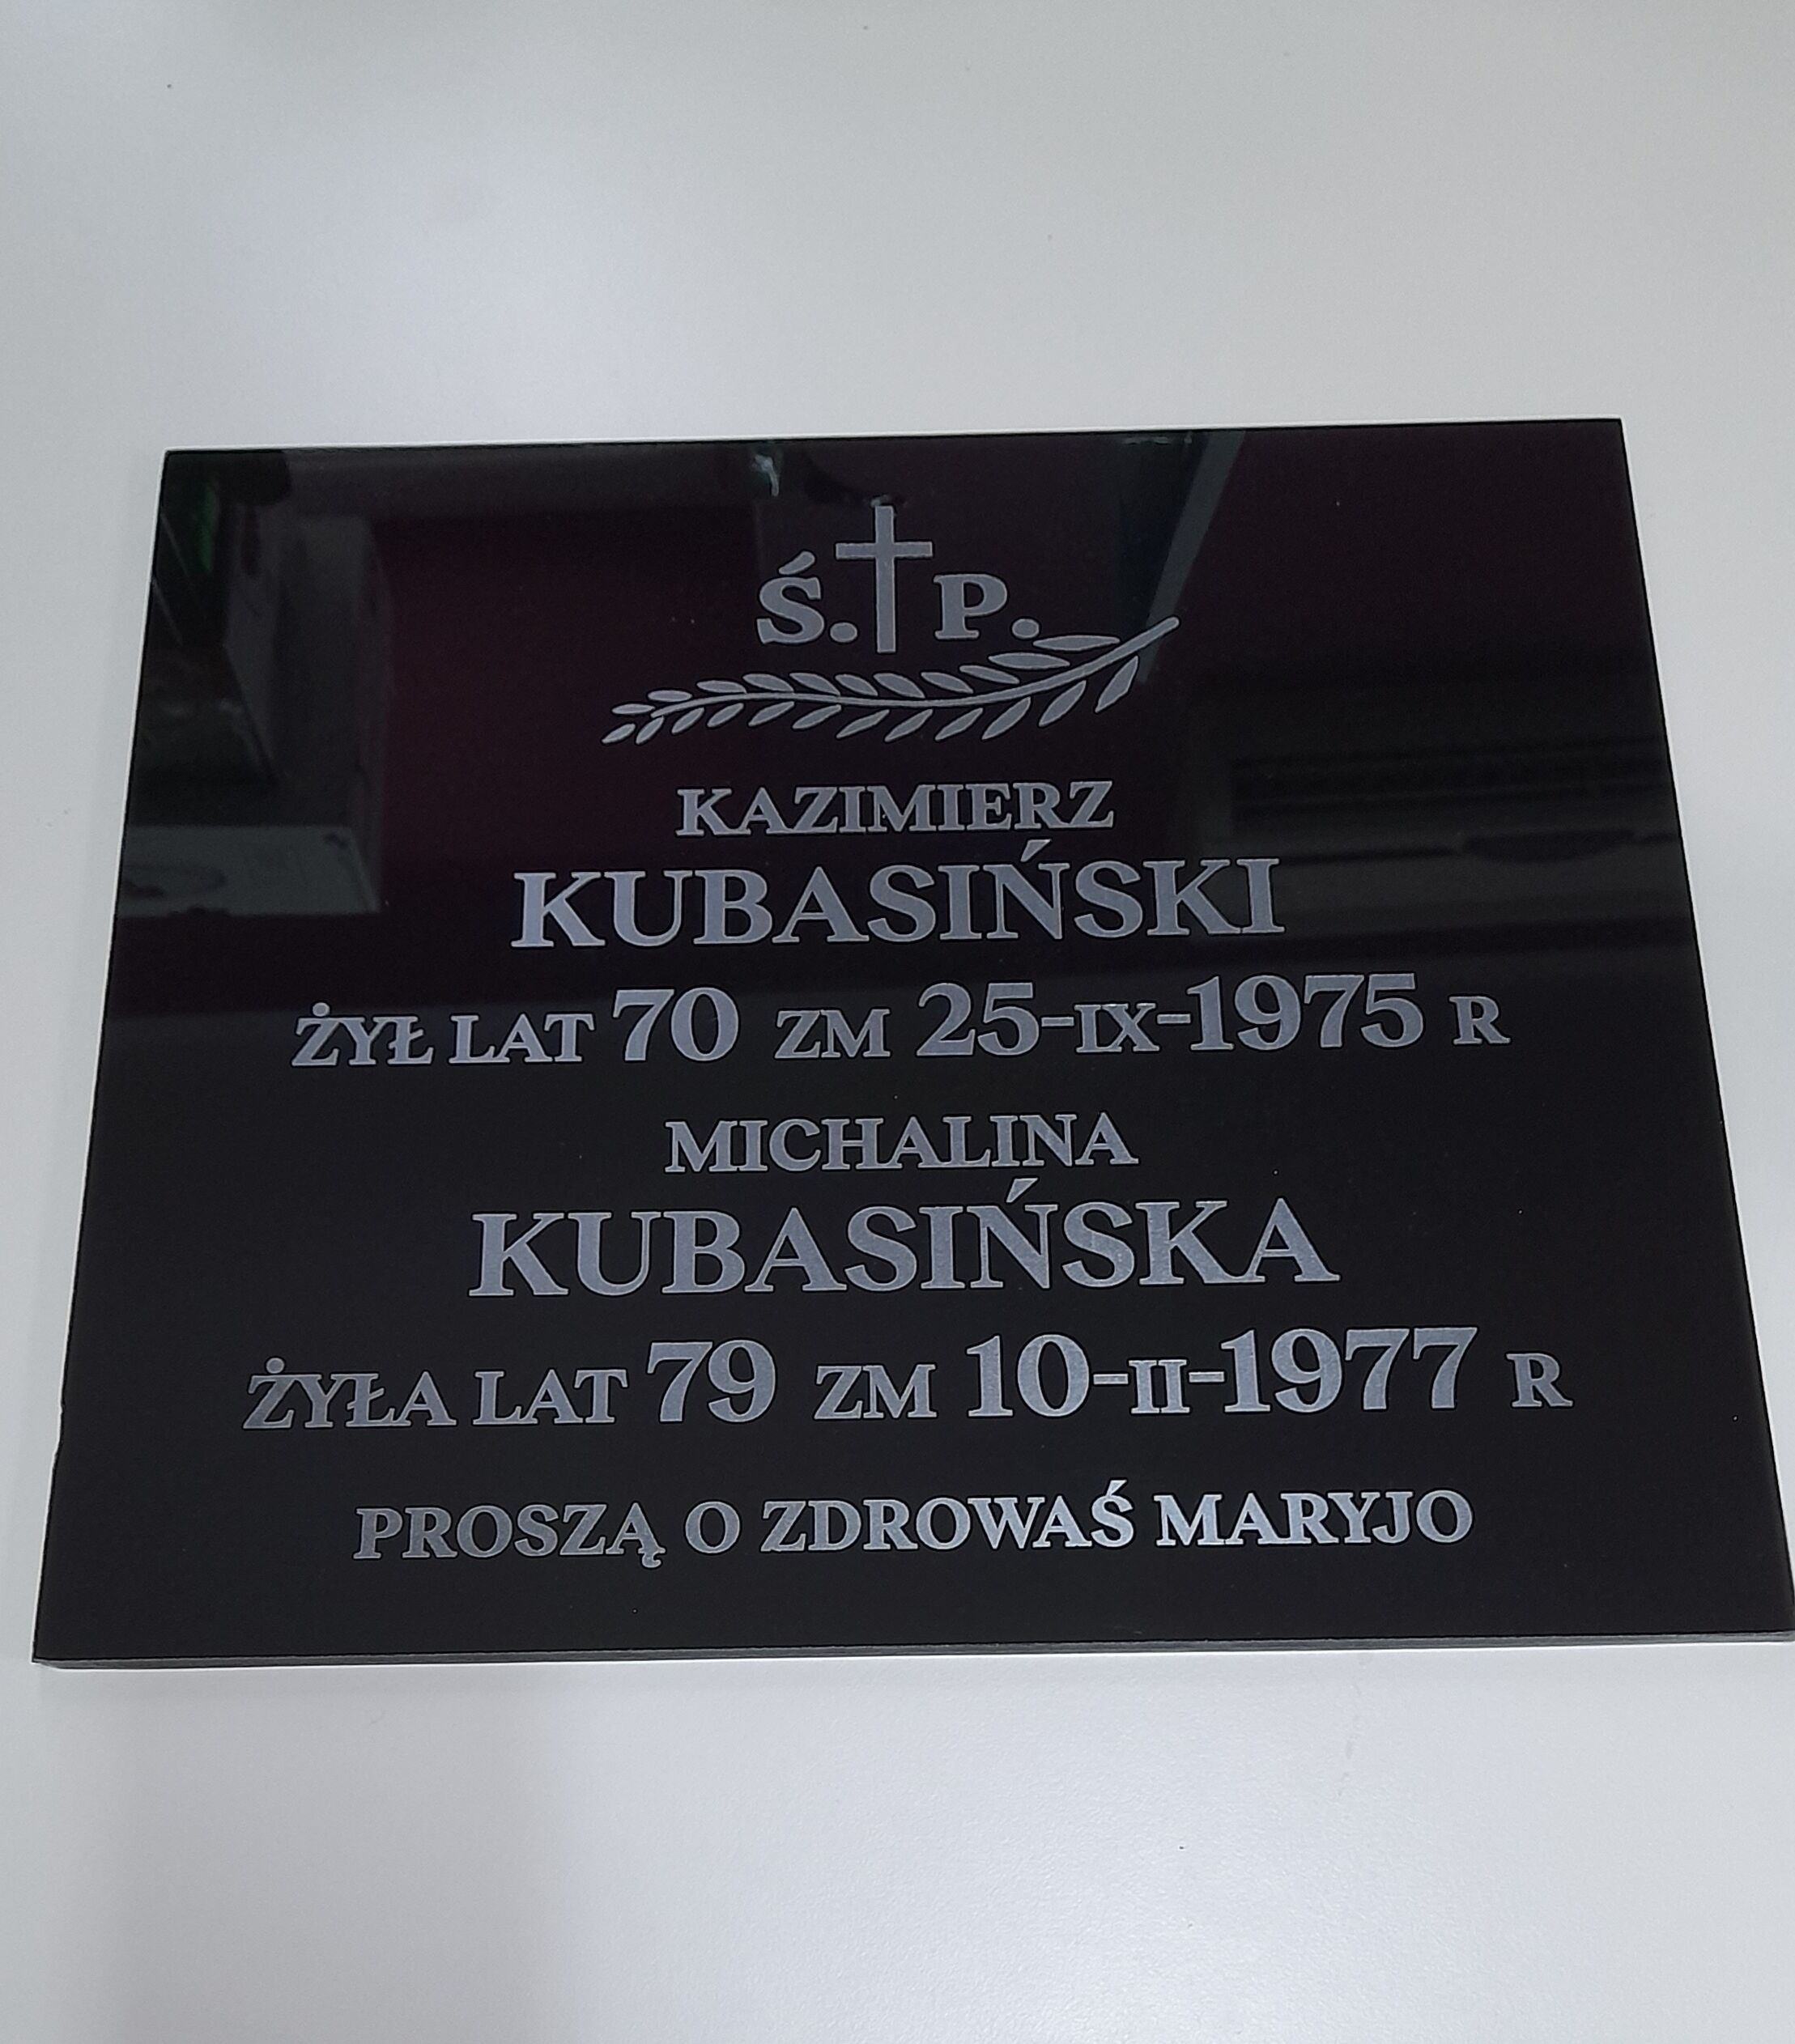 Ś. P.
KAZIMIERZ
KUBASIŃSKI
ŻYŁ LAT 70 ZM 25-IX-1975 R
MICHALINA
KUBASIŃSKA
ŻYŁA LAT 79 ZM 10-II-1977 R
PROSZĄ O ZDROWAŚ MARYJO